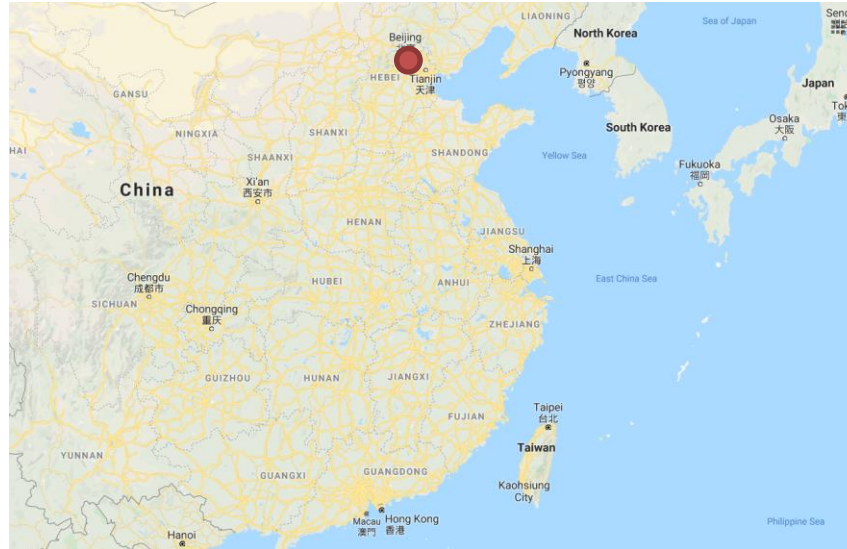 LIAONING
Sea of Japan
North Korea
Beijing
HEBEI
Tianjin
天津
Pyongyang
평양
Japan
GANSU
Osaka
大阪
South Korea
NINGXIA
SHANXI
SHANDONG
SHAANXI
Yellow Sea
Fukuoka
福岡
China
Xi'an
西安市
HENAN
JIANGSU
Shanghai
上海
East China Sea
Chengdu
成都市
HUBEI
ANHUI
SICHUAN
Chongqing
重庆
ZHEJIANG
GUIZHOU
HUNAN
JIANGXI
FUJIAN
Taipei
台北
YUNNAN
Taiwan
GUANGXI
GUANGDONG
Kaohsiung
City
Macau
澳門
Hong Kong
香港
Hanoi
Philippine Sea